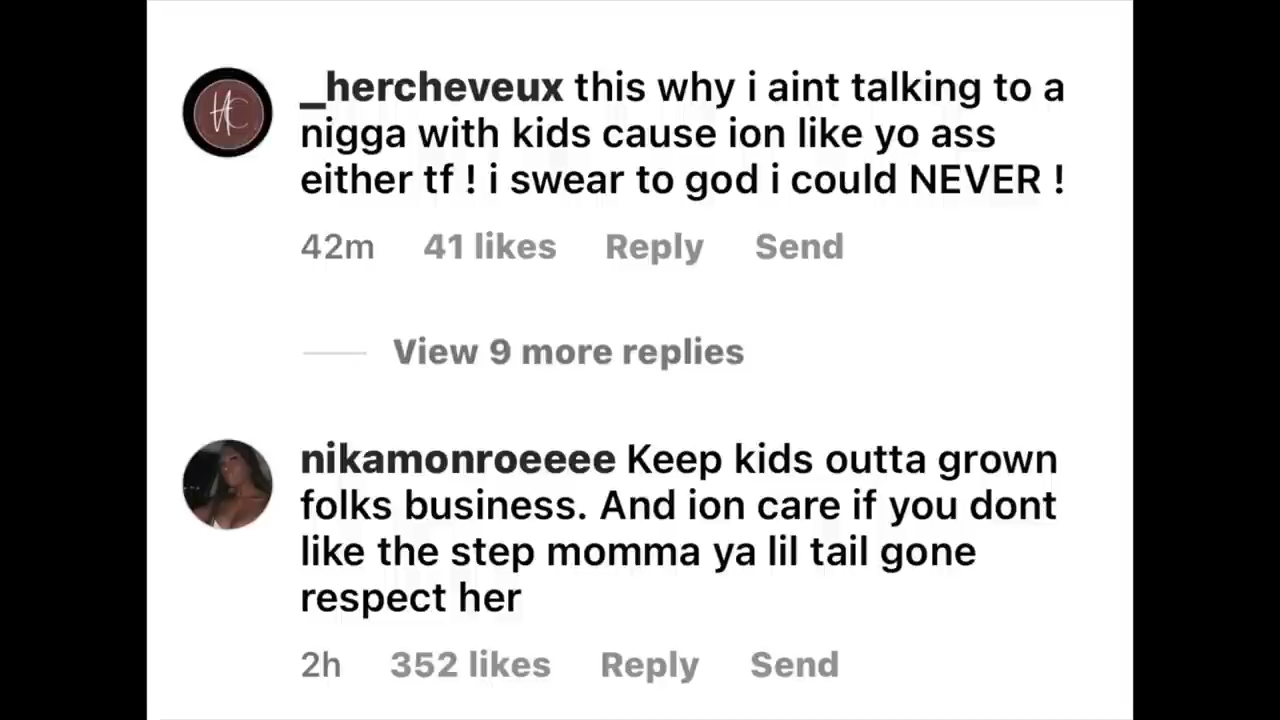 _hercheveux this why i aint talking to a
nigga with kids cause ion like yo ass
either tf ! i swear to god i could NEVER !
42m 41 likes Reply Send
View 9 more replies
nikamonroeeee Keep kids outta grown
folks business. And ion care if you dont
like the step momma ya lil tail gone
respect her
2h 352 likes Reply Send